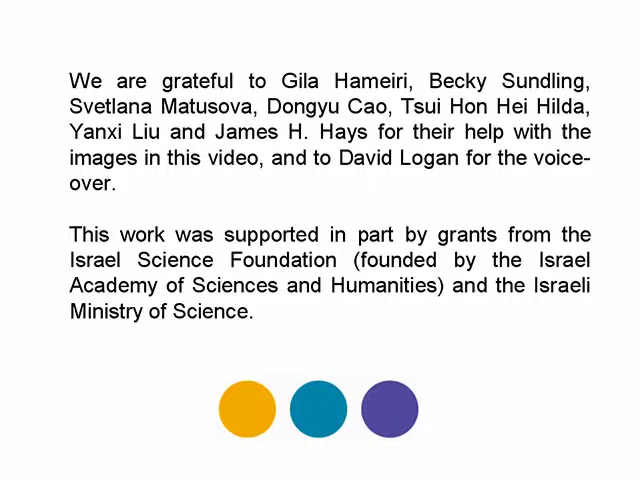 We are grateful to Gila Hameiri, Becky Sundling,
Svetlana Matusova, Dongyu Cao, Tsui Hon Hei Hilda,
Yanxi Liu and James H. Hays for their help with the
images in this video, and to David Logan for the voice-
over.
This work was supported in part by grants from the
Israel Science Foundation (founded by the Israel
Academy of Sciences and Humanities) and the Israeli
Ministry of Science.